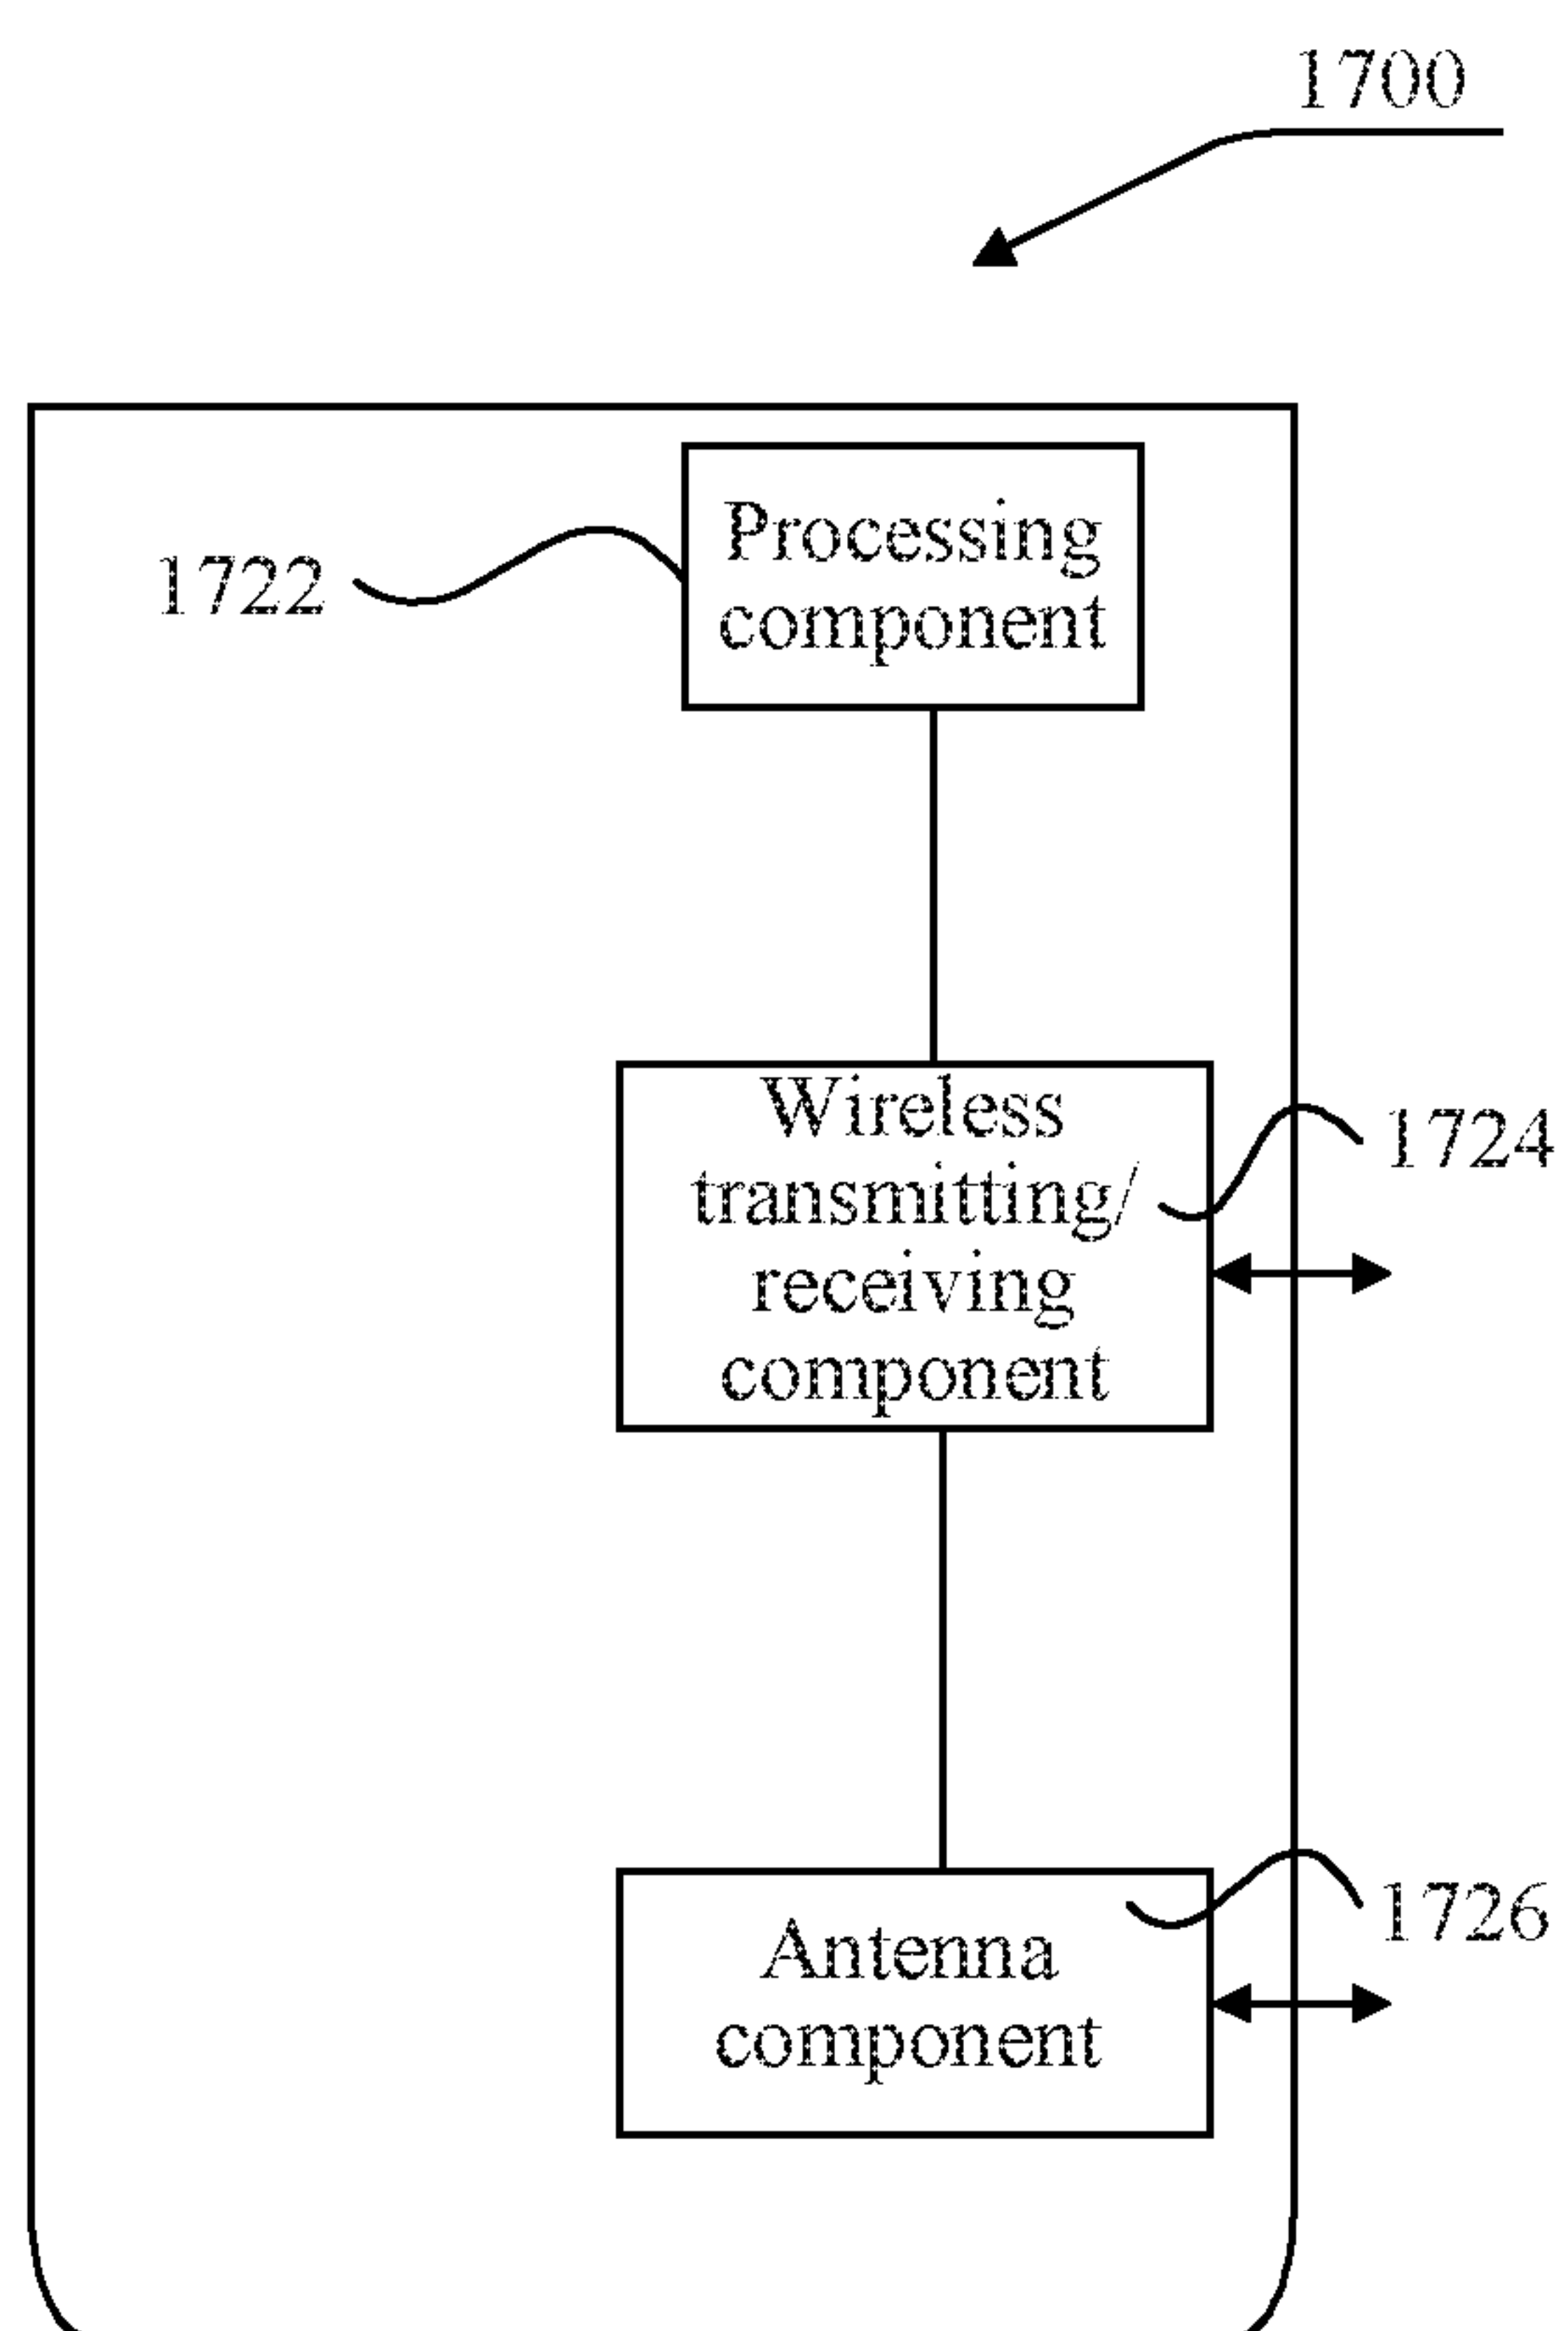 1700
Processing
component
1722
Wireless
transmitting/
receiving
component
1724
Antenna
component
1726